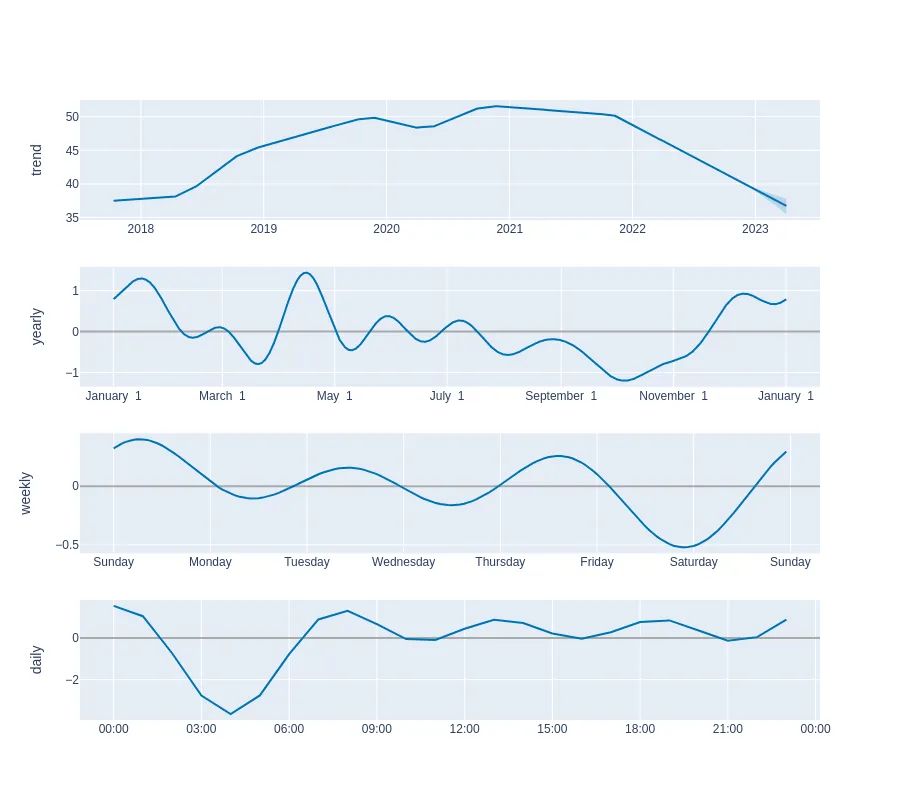 trend
50
45
40
35
2018 2019 2020 2021 2022 2023
yearly
1
0
−1
January 1 March 1 May 1 July 1 September 1 November 1 January 1
weekly
0
−0.5
Sunday Monday Tuesday Wednesday Thursday Friday Saturday Sunday
daily
0
−2
00:00 03:00 06:00 09:00 12:00 15:00 18:00 21:00 00:00